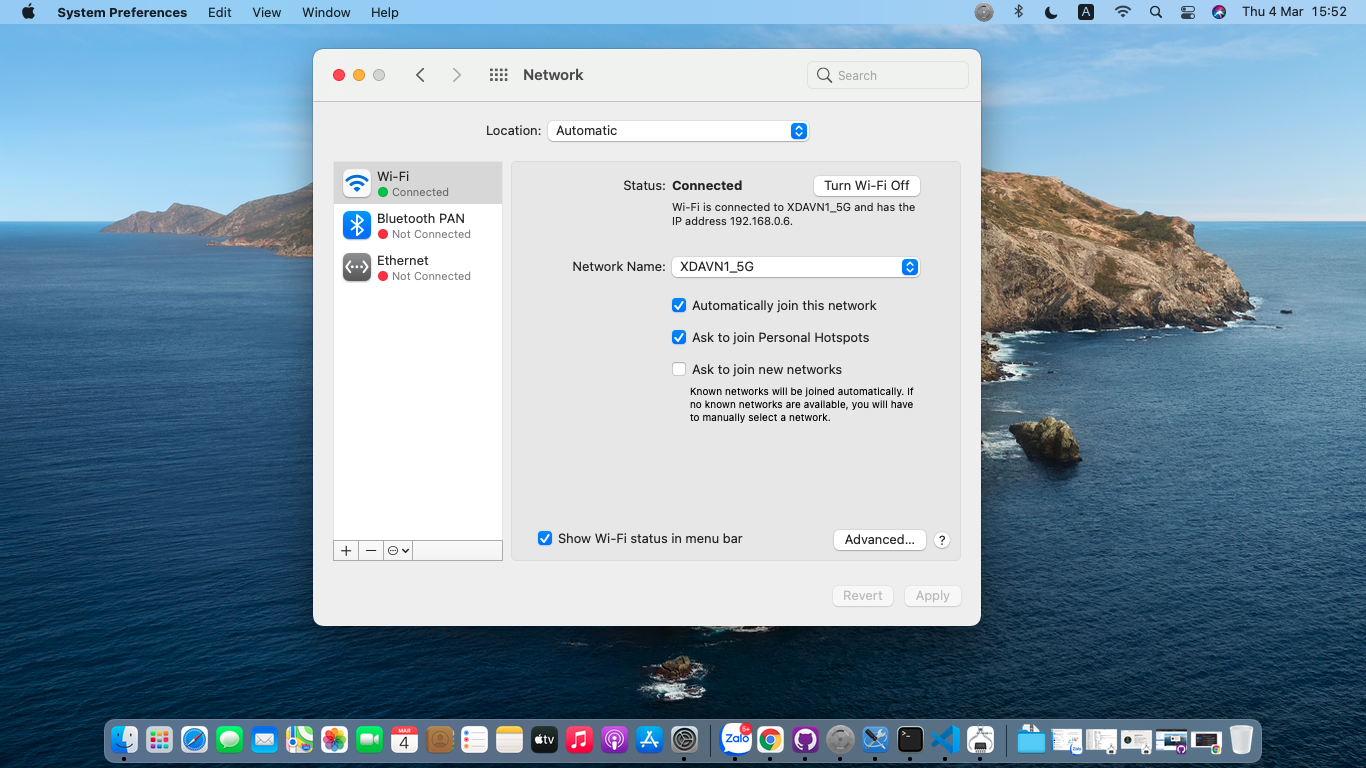 System Preferences Edit View Window Help A Thu 4 Mar 15:52
Network
Search
Location: Automatic
Wi-Fi
Connected
Bluetooth PAN
Not Connected
Ethernet
Not Connected
Status: Connected
Turn Wi-Fi Off
Wi-Fi is connected to XDAVN1_5G and has the
IP address 192.168.0.6.
Network Name: XDAVN1_5G
Automatically join this network
Ask to join Personal Hotspots
Ask to join new networks
Known networks will be joined automatically. If
no known networks are available, you will have
to manually select a network.
Show Wi-Fi status in menu bar
Advanced... ?
Revert Apply
MAR
4
tv
Zalo
5+